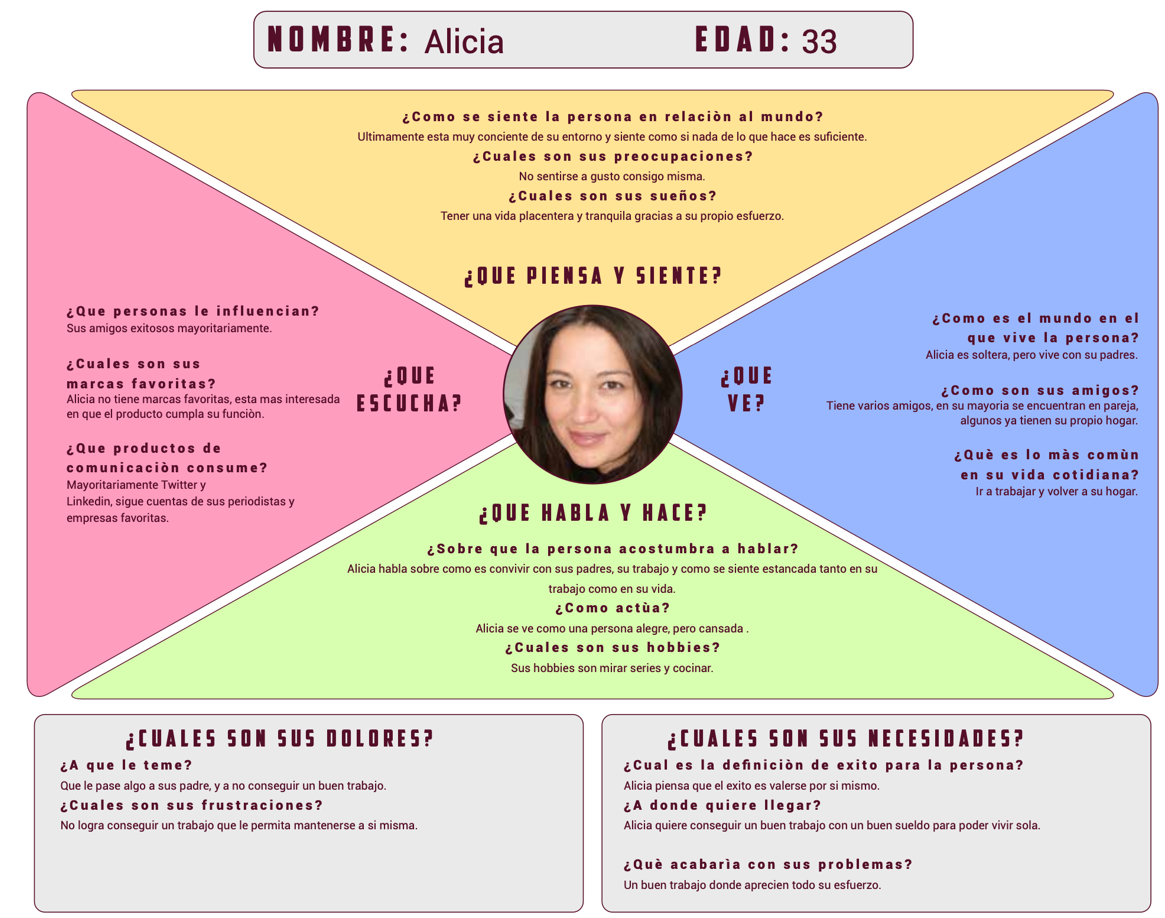 NOMBRE: Alicia EDAD: 33
¿Como se siente la persona en relaciòn al mundo?
Ultimamente esta muy conciente de su entorno y siente como si nada de lo que hace es suficiente.
¿Cuales son sus preocupaciones?
No sentirse a gusto consigo misma.
¿Cuales son sus sueños?
Tener una vida placentera y tranquila gracias a su propio esfuerzo.
¿QUE PIENSA Y SIENTE?
¿Que personas le influencian?
Sus amigos exitosos mayoritariamente.
¿Cuales son sus
marcas favoritas?
Alicia no tiene marcas favoritas, esta mas interesada
en que el producto cumpla su funciòn.
¿Que productos de
comunicaciòn consume?
Mayoritariamente Twitter y
Linkedin, sigue cuentas de sus periodistas y
empresas favoritas.
¿QUE
ESCUCHA?
¿QUE
VE?
¿Como es el mundo en el
que vive la persona?
Alicia es soltera, pero vive con su padres.
¿Como son sus amigos?
Tiene varios amigos, en su mayoria se encuentran en pareja,
algunos ya tienen su propio hogar.
¿Què es lo màs comùn
en su vida cotidiana?
Ir a trabajar y volver a su hogar.
¿QUE HABLA Y HACE?
¿Sobre que la persona acostumbra a hablar?
Alicia habla sobre como es convivir con sus padres, su trabajo y como se siente estancada tanto en su
trabajo como en su vida.
¿Como actùa?
Alicia se ve como una persona alegre, pero cansada .
¿Cuales son sus hobbies?
Sus hobbies son mirar series y cocinar.
¿CUALES SON SUS DOLORES?
¿A que le teme?
Que le pase algo a sus padre, y a no conseguir un buen trabajo.
¿Cuales son sus frustraciones?
No logra conseguir un trabajo que le permita mantenerse a si misma.
¿CUALES SON SUS NECESIDADES?
¿Cual es la definiciòn de exito para la persona?
Alicia piensa que el exito es valerse por si mismo.
¿A donde quiere llegar?
Alicia quiere conseguir un buen trabajo con un buen sueldo para poder vivir sola.
¿Què acabarìa con sus problemas?
Un buen trabajo donde aprecien todo su esfuerzo.